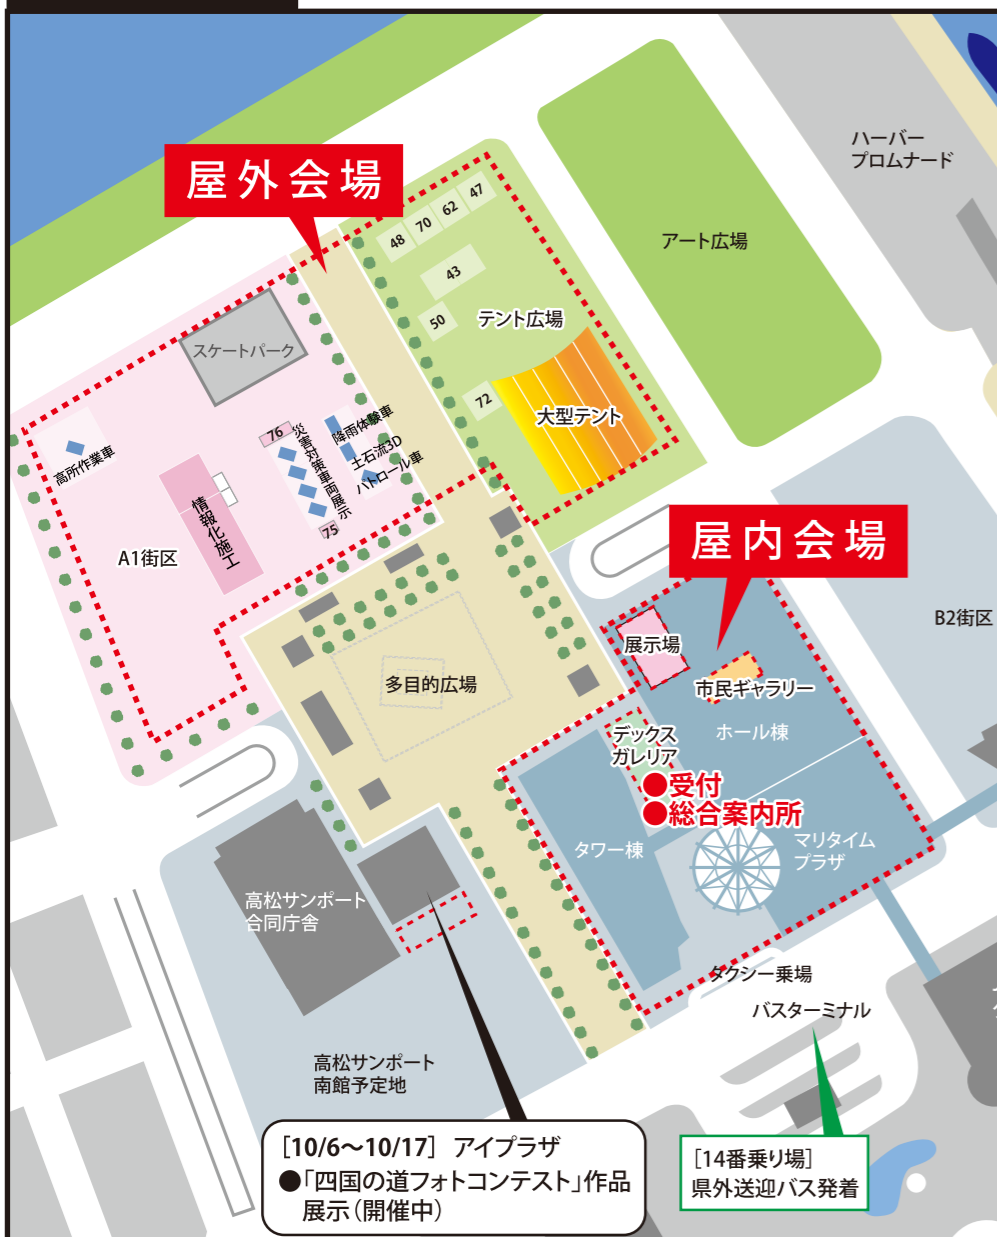 ハーバー
プロムナード
屋外会場
47
62
70
48
アート広場
43
50
テント広場
スケートパーク
72
大型テント
76
降雨体験車
土石流3D
パトロール車
災害対策車両展示
75
高所作業車
情報化施工
A1街区
屋内会場
B2街区
展示場
市民ギャラリー
多目的広場
デックス
ガレリア
ホール棟
●受付
●総合案内所
タワー棟
マリタイム
プラザ
高松サンポート
合同庁舎
タクシー乗場
バスターミナル
高松サンポート
南館予定地
[10/6〜10/17] アイプラザ
●「四国の道フォトコンテスト」作品
展示(開催中)
[14番乗り場]
県外送迎バス発着